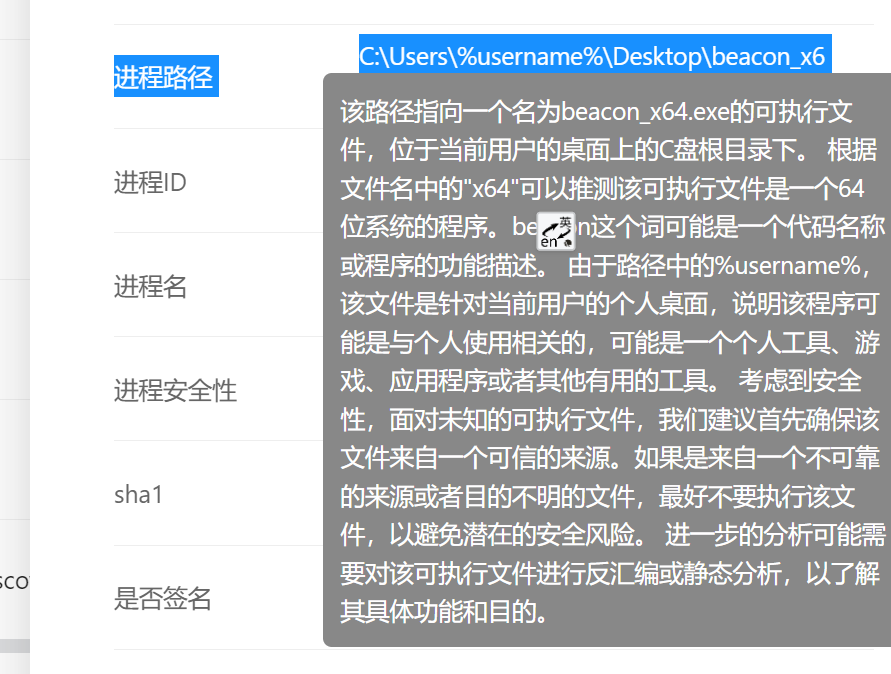 C:\Users\%username%\Desktop\beacon_x6
进程路径
该路径指向一个名为beacon_x64.exe的可执行文
件，位于当前用户的桌面上的C盘根目录下。 根据
文件名中的"x64"可以推测该可执行文件是一个64
进程ID
位系统的程序。be n这个词可能是一个代码名称
英
en
或程序的功能描述。 由于路径中的%username%，
进程名
该文件是针对当前用户的个人桌面，说明该程序可
能是与个人使用相关的，可能是一个个人工具、游
戏、应用程序或者其他有用的工具。 考虑到安全
进程安全性
性，面对未知的可执行文件，我们建议首先确保该
文件来自一个可信的来源。如果是来自一个不可靠
sha1
的来源或者目的不明的文件，最好不要执行该文
件，以避免潜在的安全风险。 进一步的分析可能需
要对该可执行文件进行反汇编或静态分析，以了解
sco
是否签名
其具体功能和目的。